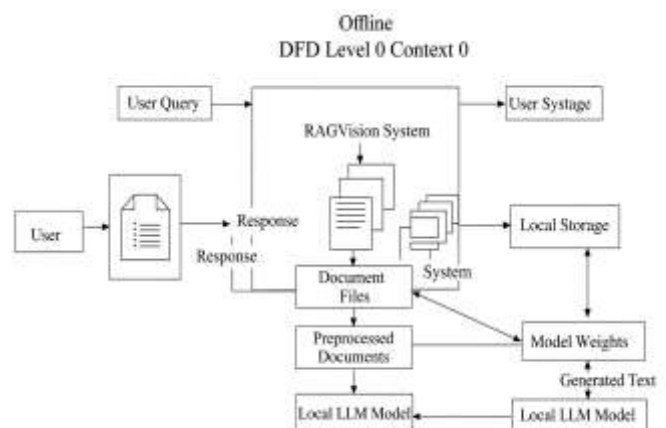 Offline
DFD Level 0 Context 0
User Query
User Systage
RAGVision System
User
Response
Response
Local Storage
System
Document
Files
Preprocessed
Documents
Model Weights
Generated Text
Local LLM Model
Local LLM Model